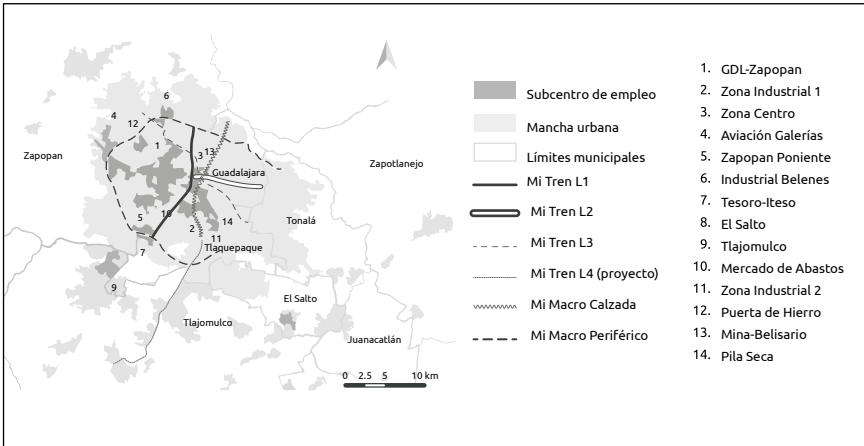 4
6
12
1
3
13
Zapopan
Guadalajara
Zapotlanejo
5
10
2
14
11
Tonalá
7
Tlaquepaque
9
El Salto
8
Tlajomulco
Juanacatlán
0 2.5 5 10 km
Subcentro de empleo
Mancha urbana
Límites municipales
Mi Tren L1
Mi Tren L2
Mi Tren L3
Mi Tren L4 (proyecto)
Mi Macro Calzada
Mi Macro Periférico
1. GDL-Zapopan
2. Zona Industrial 1
3. Zona Centro
4. Aviación Galerías
5. Zapopan Poniente
6. Industrial Belenes
7. Tesoro-Iteso
8. El Salto
9. Tlajomulco
10. Mercado de Abastos
11. Zona Industrial 2
12. Puerta de Hierro
13. Mina-Belisario
14. Pila Seca